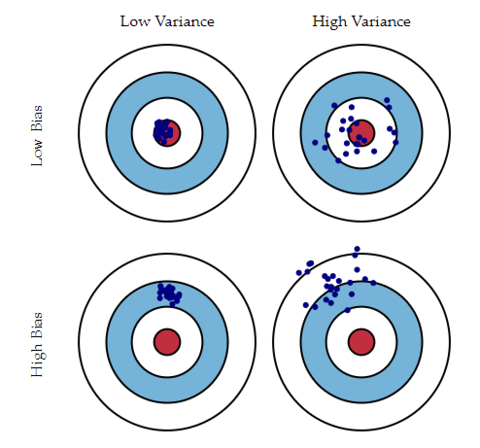 Low Variance
High Variance
Low Bias
High Bias